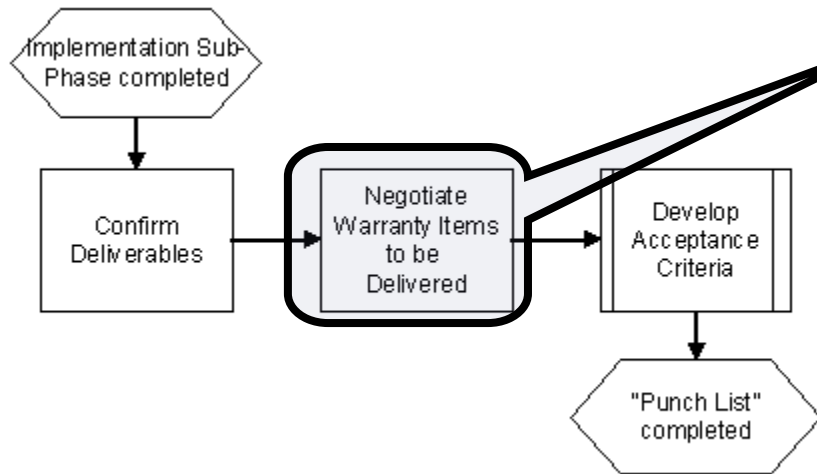 Implementation Sub-
Phase completed
Confirm
Deliverables
Negotiate
Warranty Items
to be
Delivered
Develop
Acceptance
Criteria
"Punch List"
completed